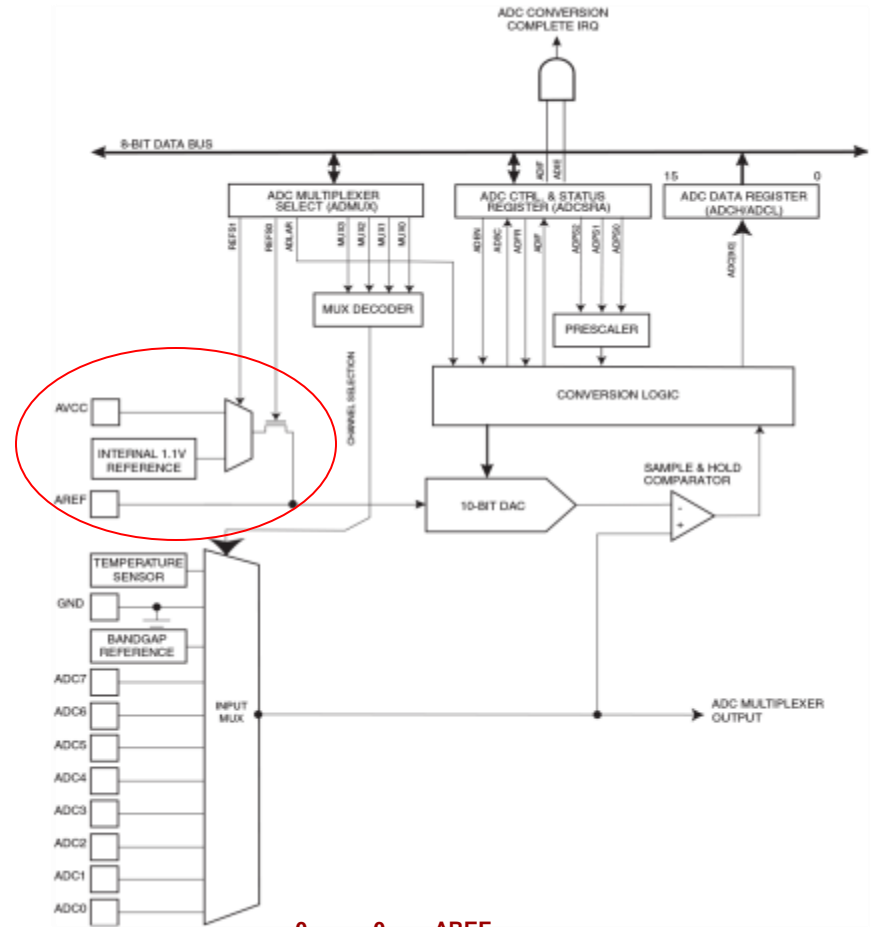 ADC CONVERSION
COMPLETE IRQ
8-BIT DATA BUS
ADIF
ADIE
15
0
ADC MULTIPLEXER
SELECT (ADMUX)
ADC CTRL. & STATUS
REGISTER (ADCSRA)
ADC DATA REGISTER
(ADCH/ADCL)
REFS1
REFS0
ADLAR
MUX3
MUX2
MUX1
MUX0
ADEN
ADSC
ADFR
ADIF
ADPS2
ADPS1
ADPS0
ADC[9:0]
MUX DECODER
PRESCALER
CHANNEL SELECTION
CONVERSION LOGIC
AVCC
INTERNAL 1.1V
REFERENCE
SAMPLE & HOLD
COMPARATOR
AREF
10-BIT DAC
-
+
TEMPERATURE
SENSOR
GND
BANDGAP
REFERENCE
ADC7
ADC6
INPUT
MUX
ADC MULTIPLEXER
OUTPUT
ADC5
ADC4
ADC3
ADC2
ADC1
ADC0
AREF